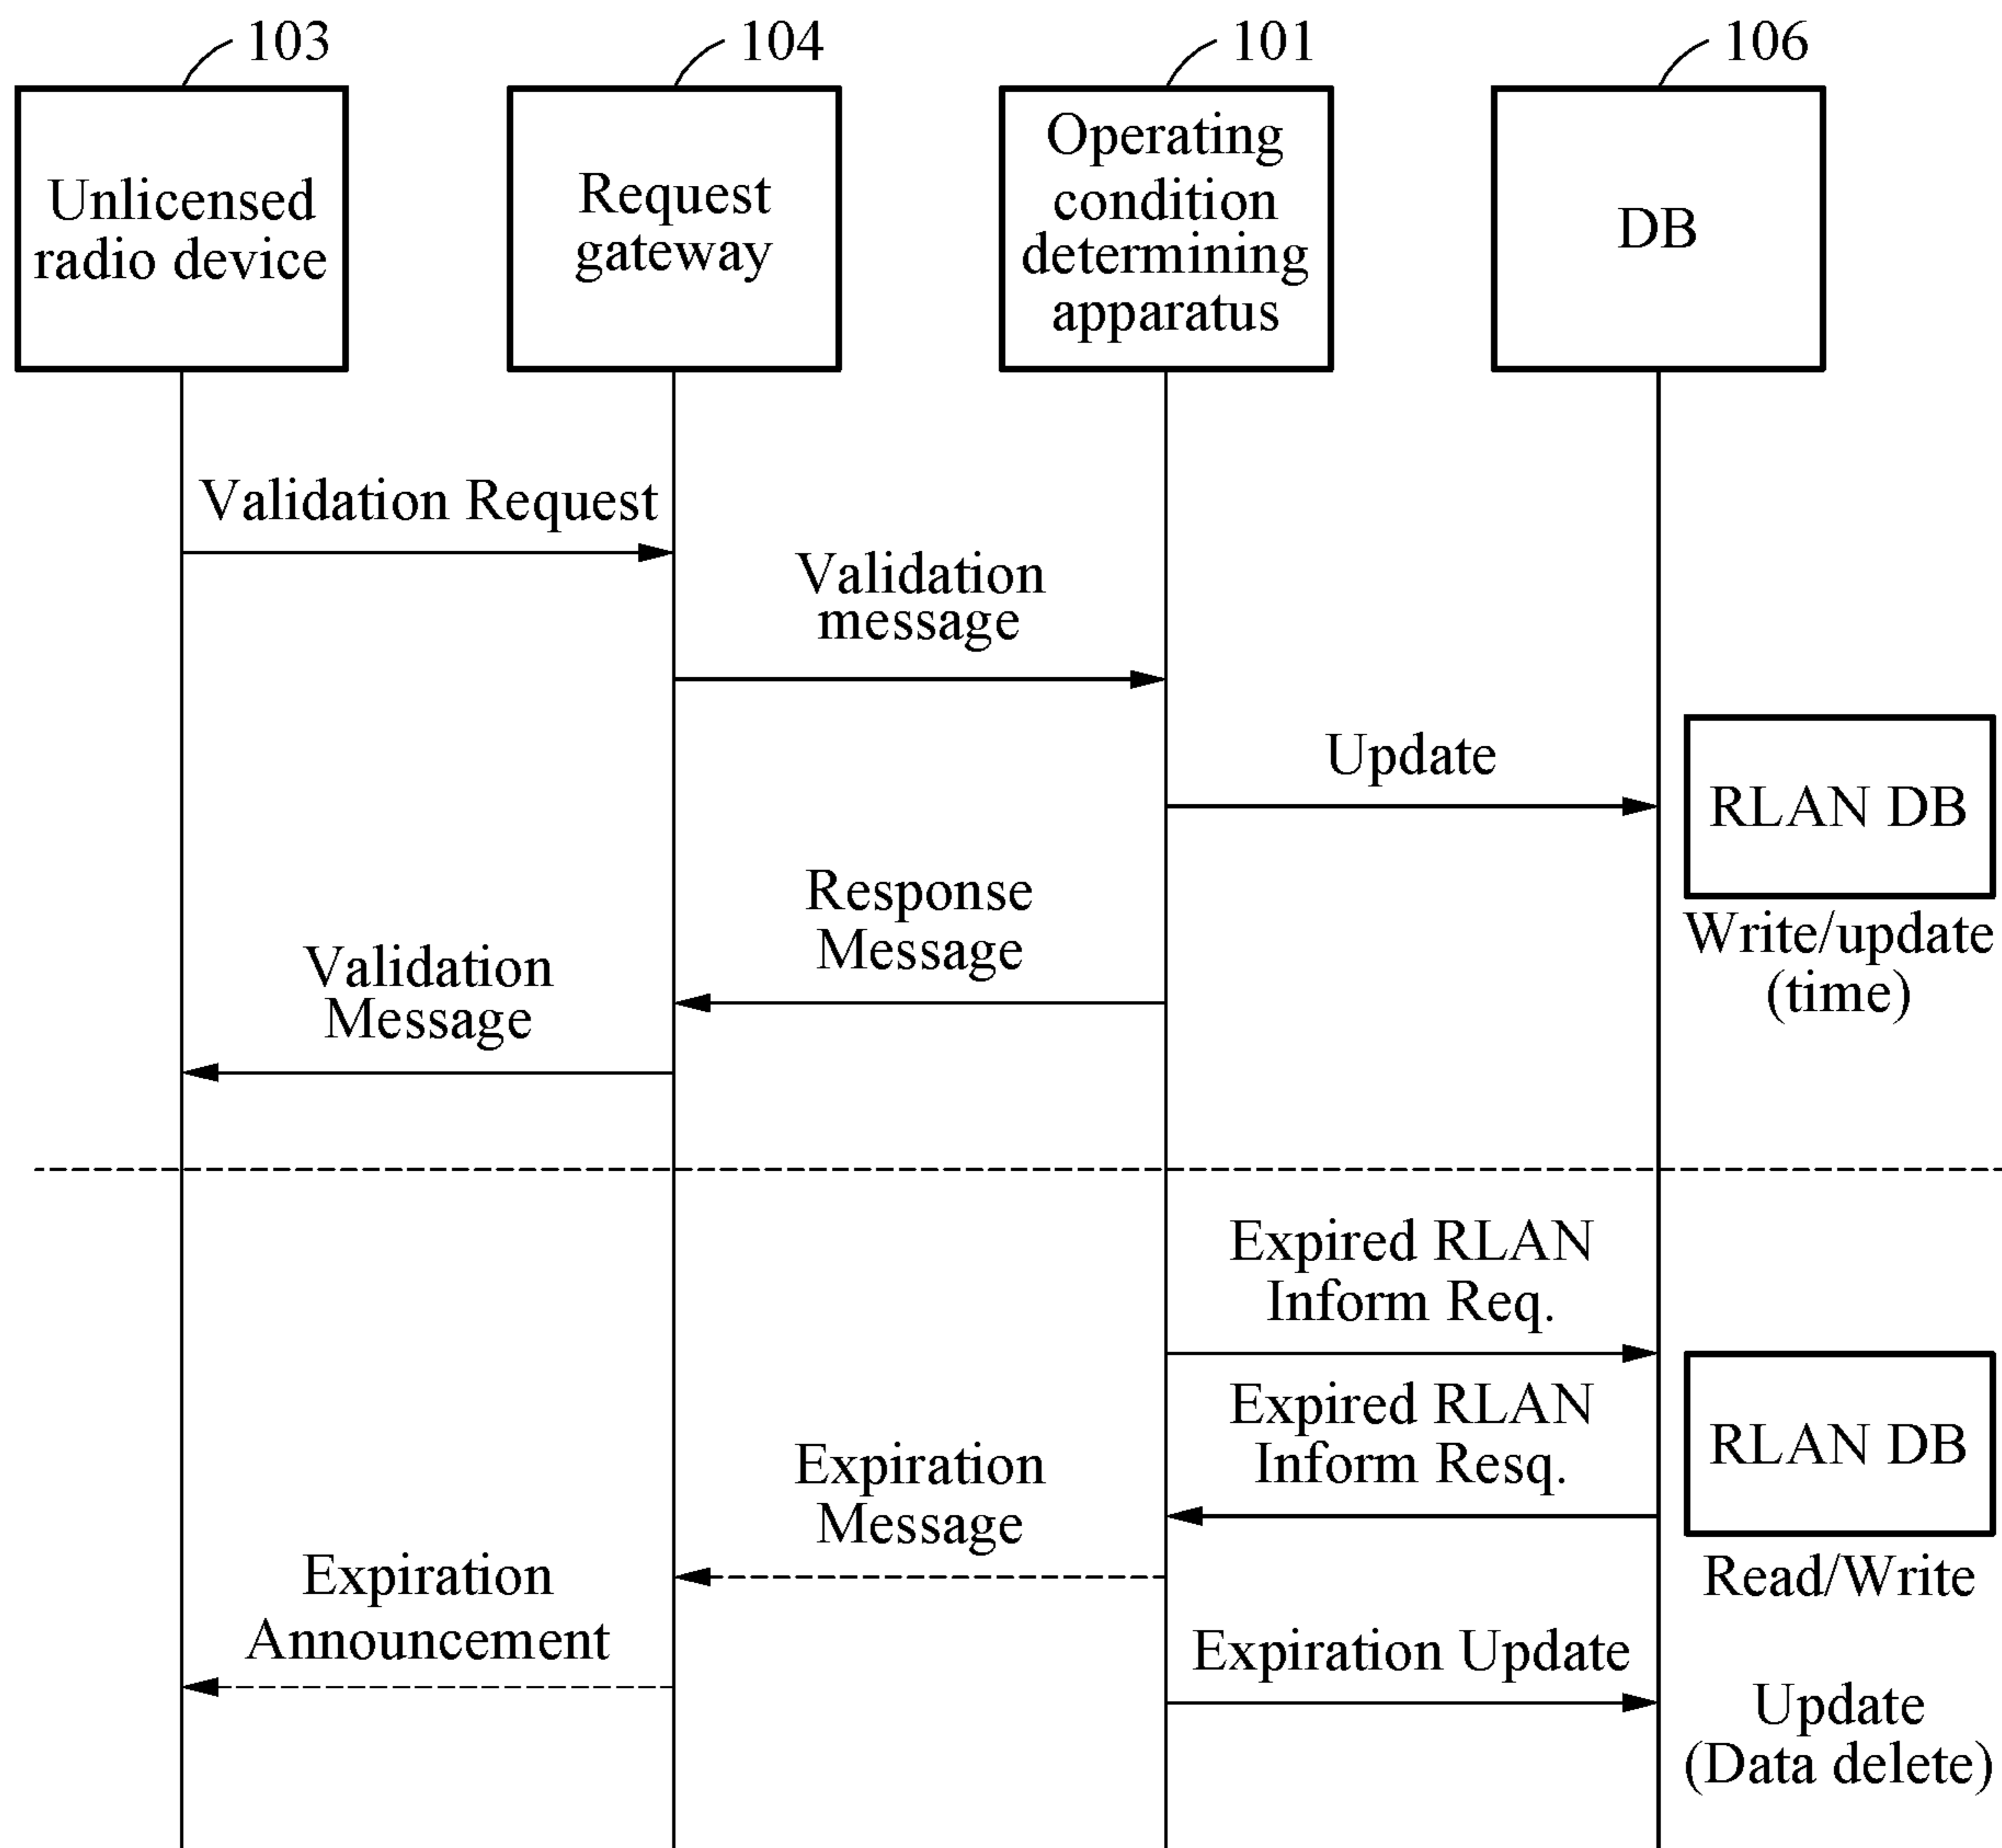 103
104
101
106
Unlicensed
radio device
Request
gateway
Operating
condition
determining
apparatus
DB
Validation Request
Validation
message
Update
RLAN DB
Write/update
(time)
Response
Message
Validation
Message
Expired RLAN
Inform Req.
Expired RLAN
Inform Resq.
RLAN DB
Read/Write
Expiration
Message
Expiration
Announcement
Expiration Update
Update
(Data delete)